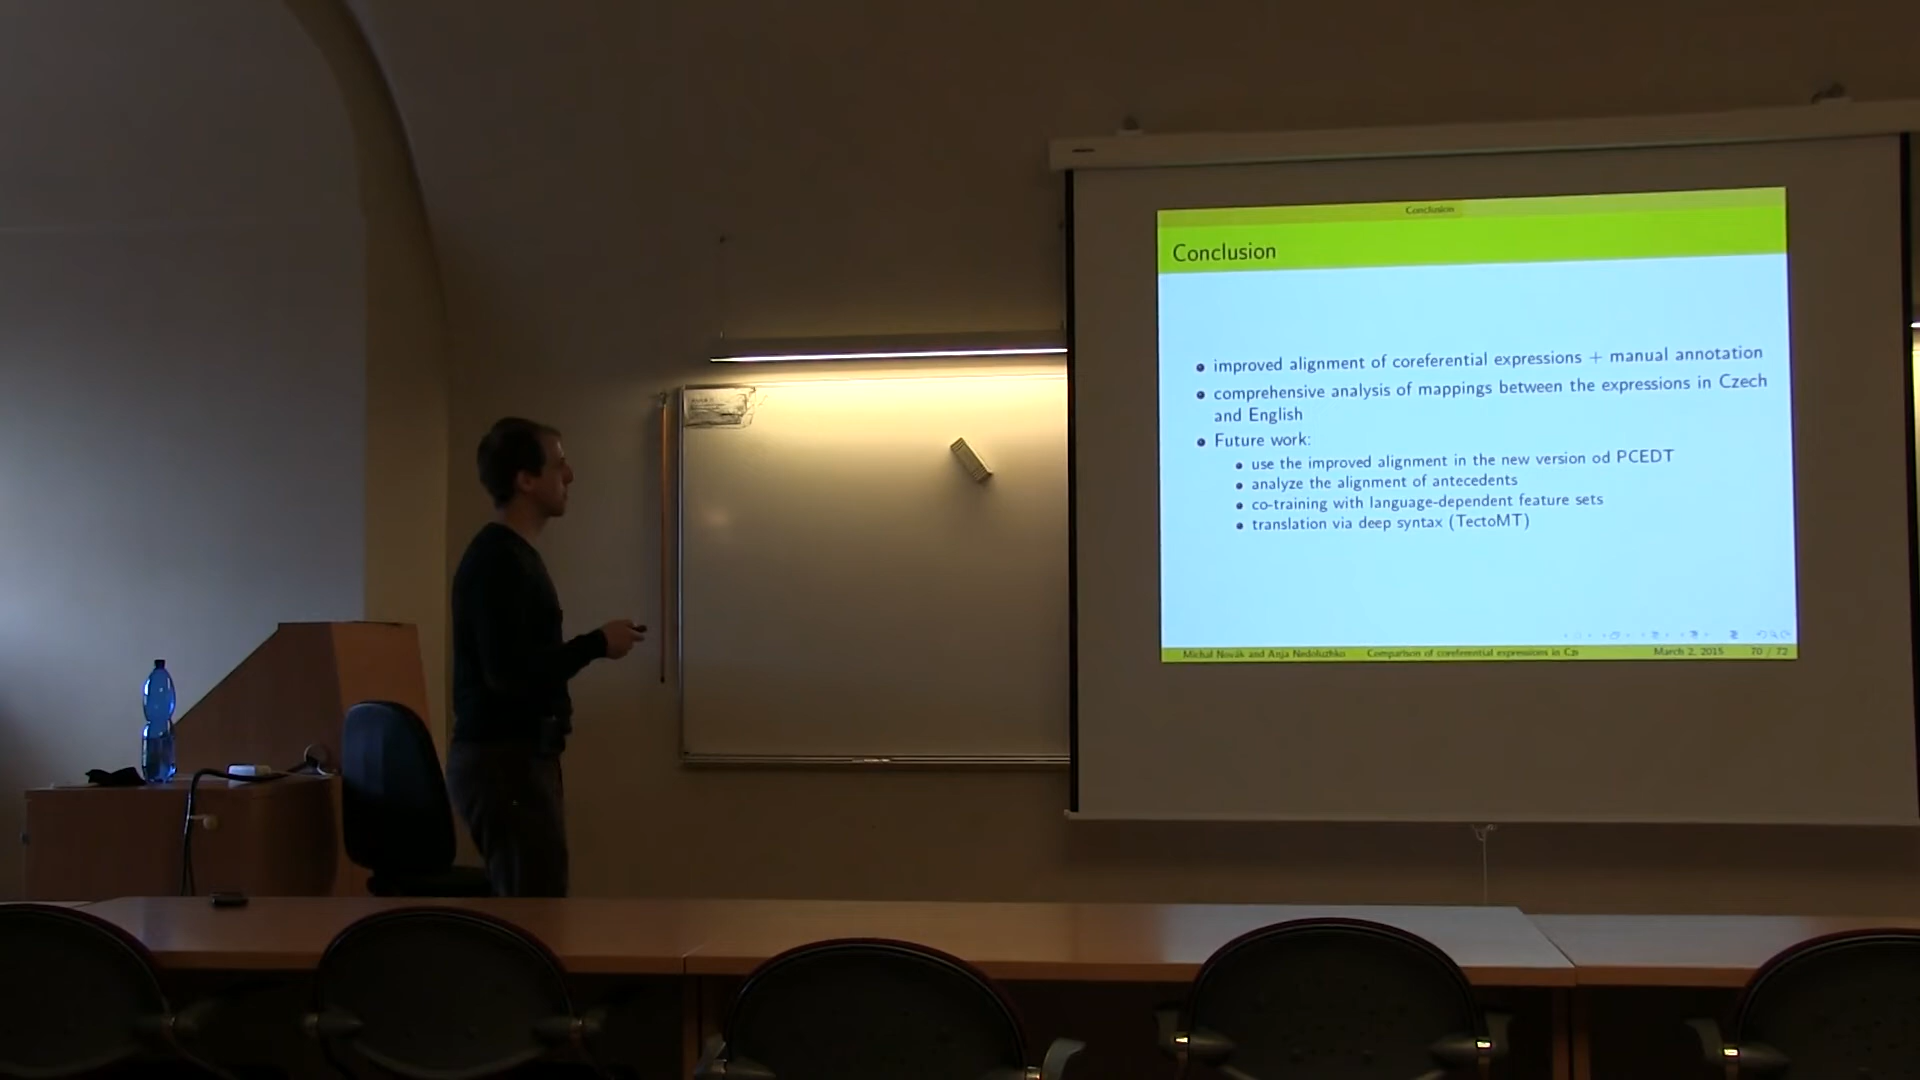 Conclusion
Conclusion
improved alignment of coreferential expressions + manual annotation
comprehensive analysis of mappings between the expressions in Czech
and English
Future work:
use the improved alignment in the new version od PCEDT
analyze the alignment of antecedents
co-training with language-dependent feature sets
translation via deep syntax (TectoMT)
Michal Novák and Anja Nedoluzhko Comparison of coreferential expressions in Cz March 2, 2015 70 / 72